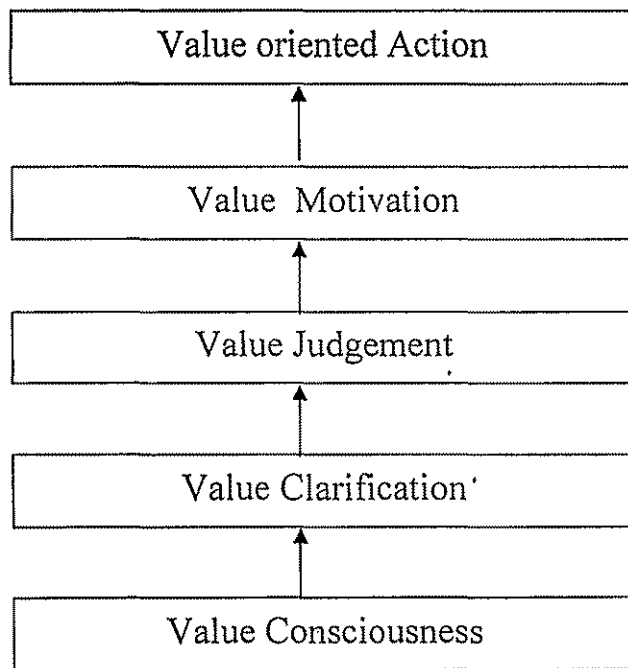 Value oriented Action
Value Motivation
Value Judgement
Value Clarification
Value Consciousness